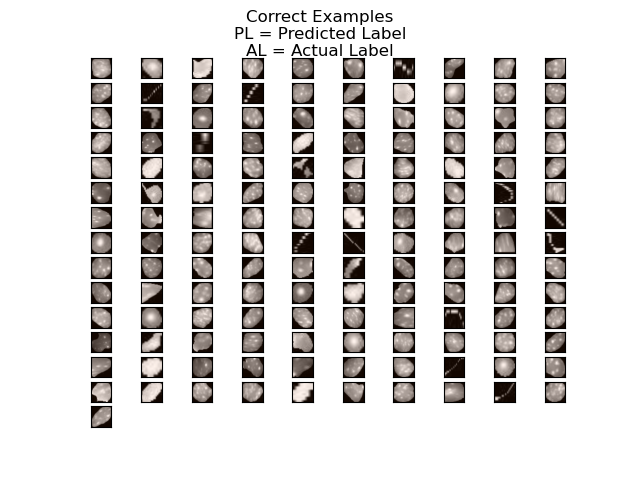 Correct Examples
PL = Predicted Label
AL = Actual Label